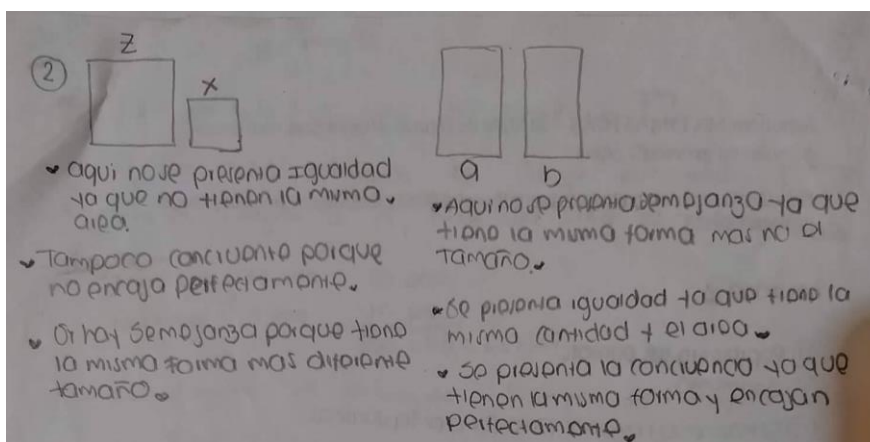 2
z
x
aqui no se presenta Igualdad
ya que no tienen la misma
area.
Tampoco concruente porque
no encaja perfectamente.
Si hay semejanza porque tiene
la misma forma mas diferente
tamaño.
a
b
Aqui no se presenta semejanza ya que
tiene la misma forma mas no el
Tamaño.
Se presenta igualdad ya que tiene la
misma cantidad y el area
Se presenta la concruencia ya que
tienen la misma forma y encajan
perfectamente.